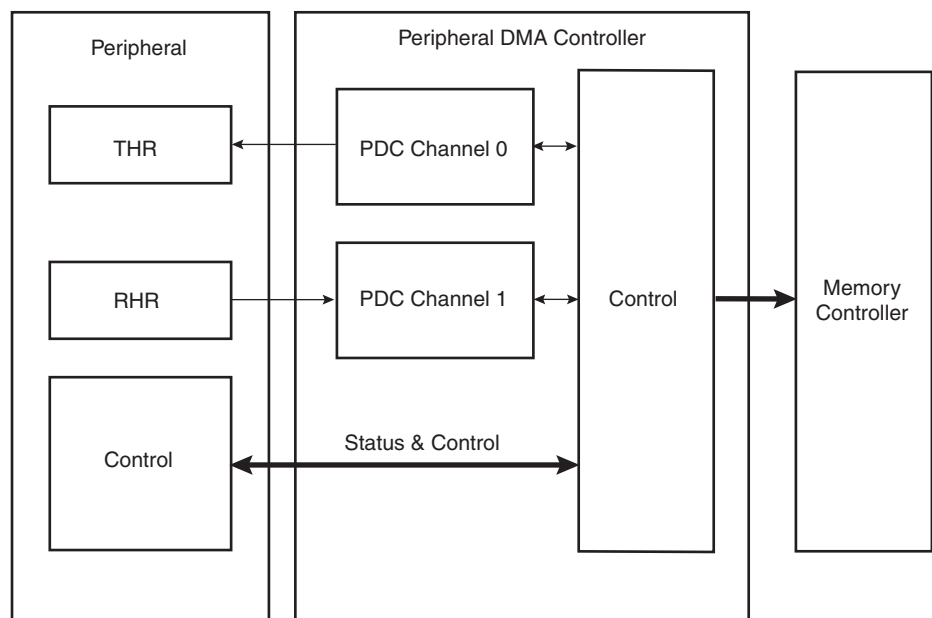 Peripheral
Peripheral DMA Controller
THR
PDC Channel 0
RHR
PDC Channel 1
Control
Memory
Controller
Control
Status & Control